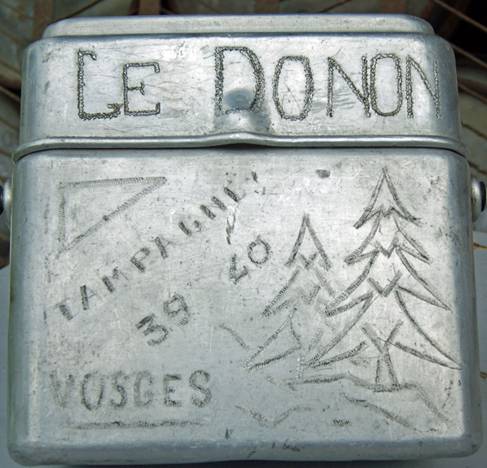 LE DONON
CAMPAGNE
39 40
VOSGES